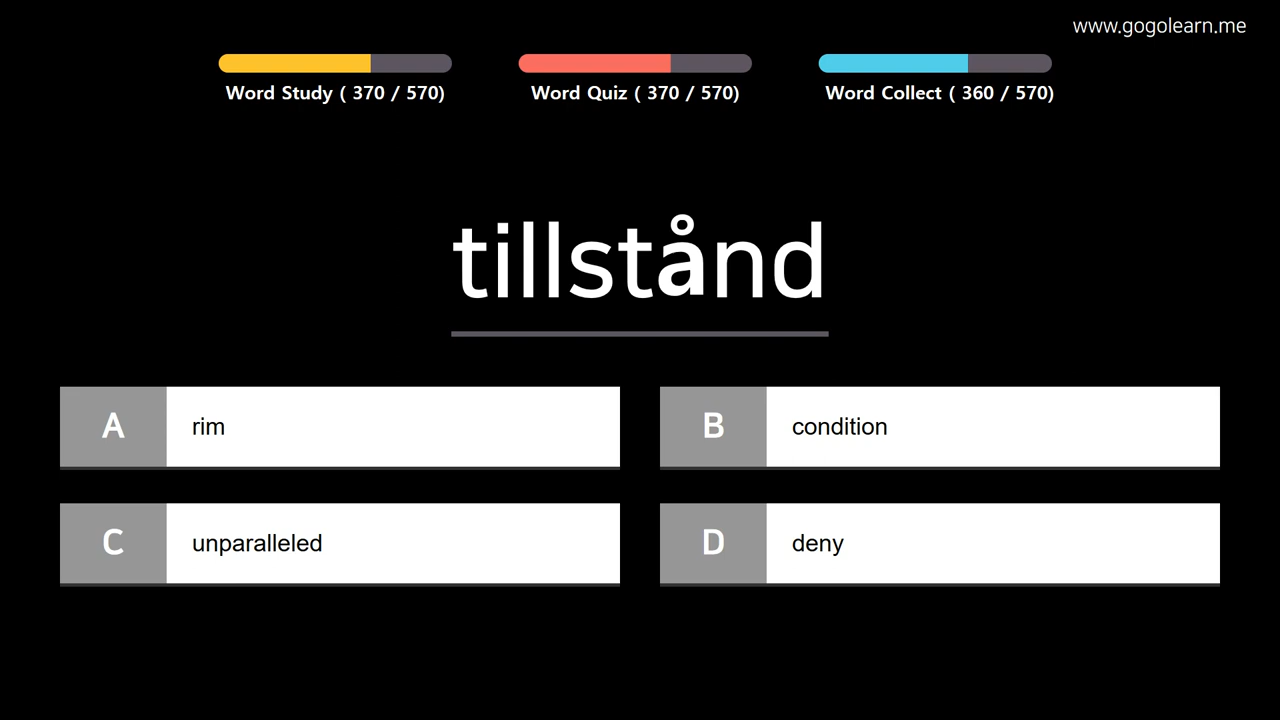 www.gogolearn.me
Word Study ( 370 / 570)
Word Quiz ( 370 / 570)
Word Collect ( 360 / 570)
tillstånd
A rim
B condition
C unparalleled
D deny